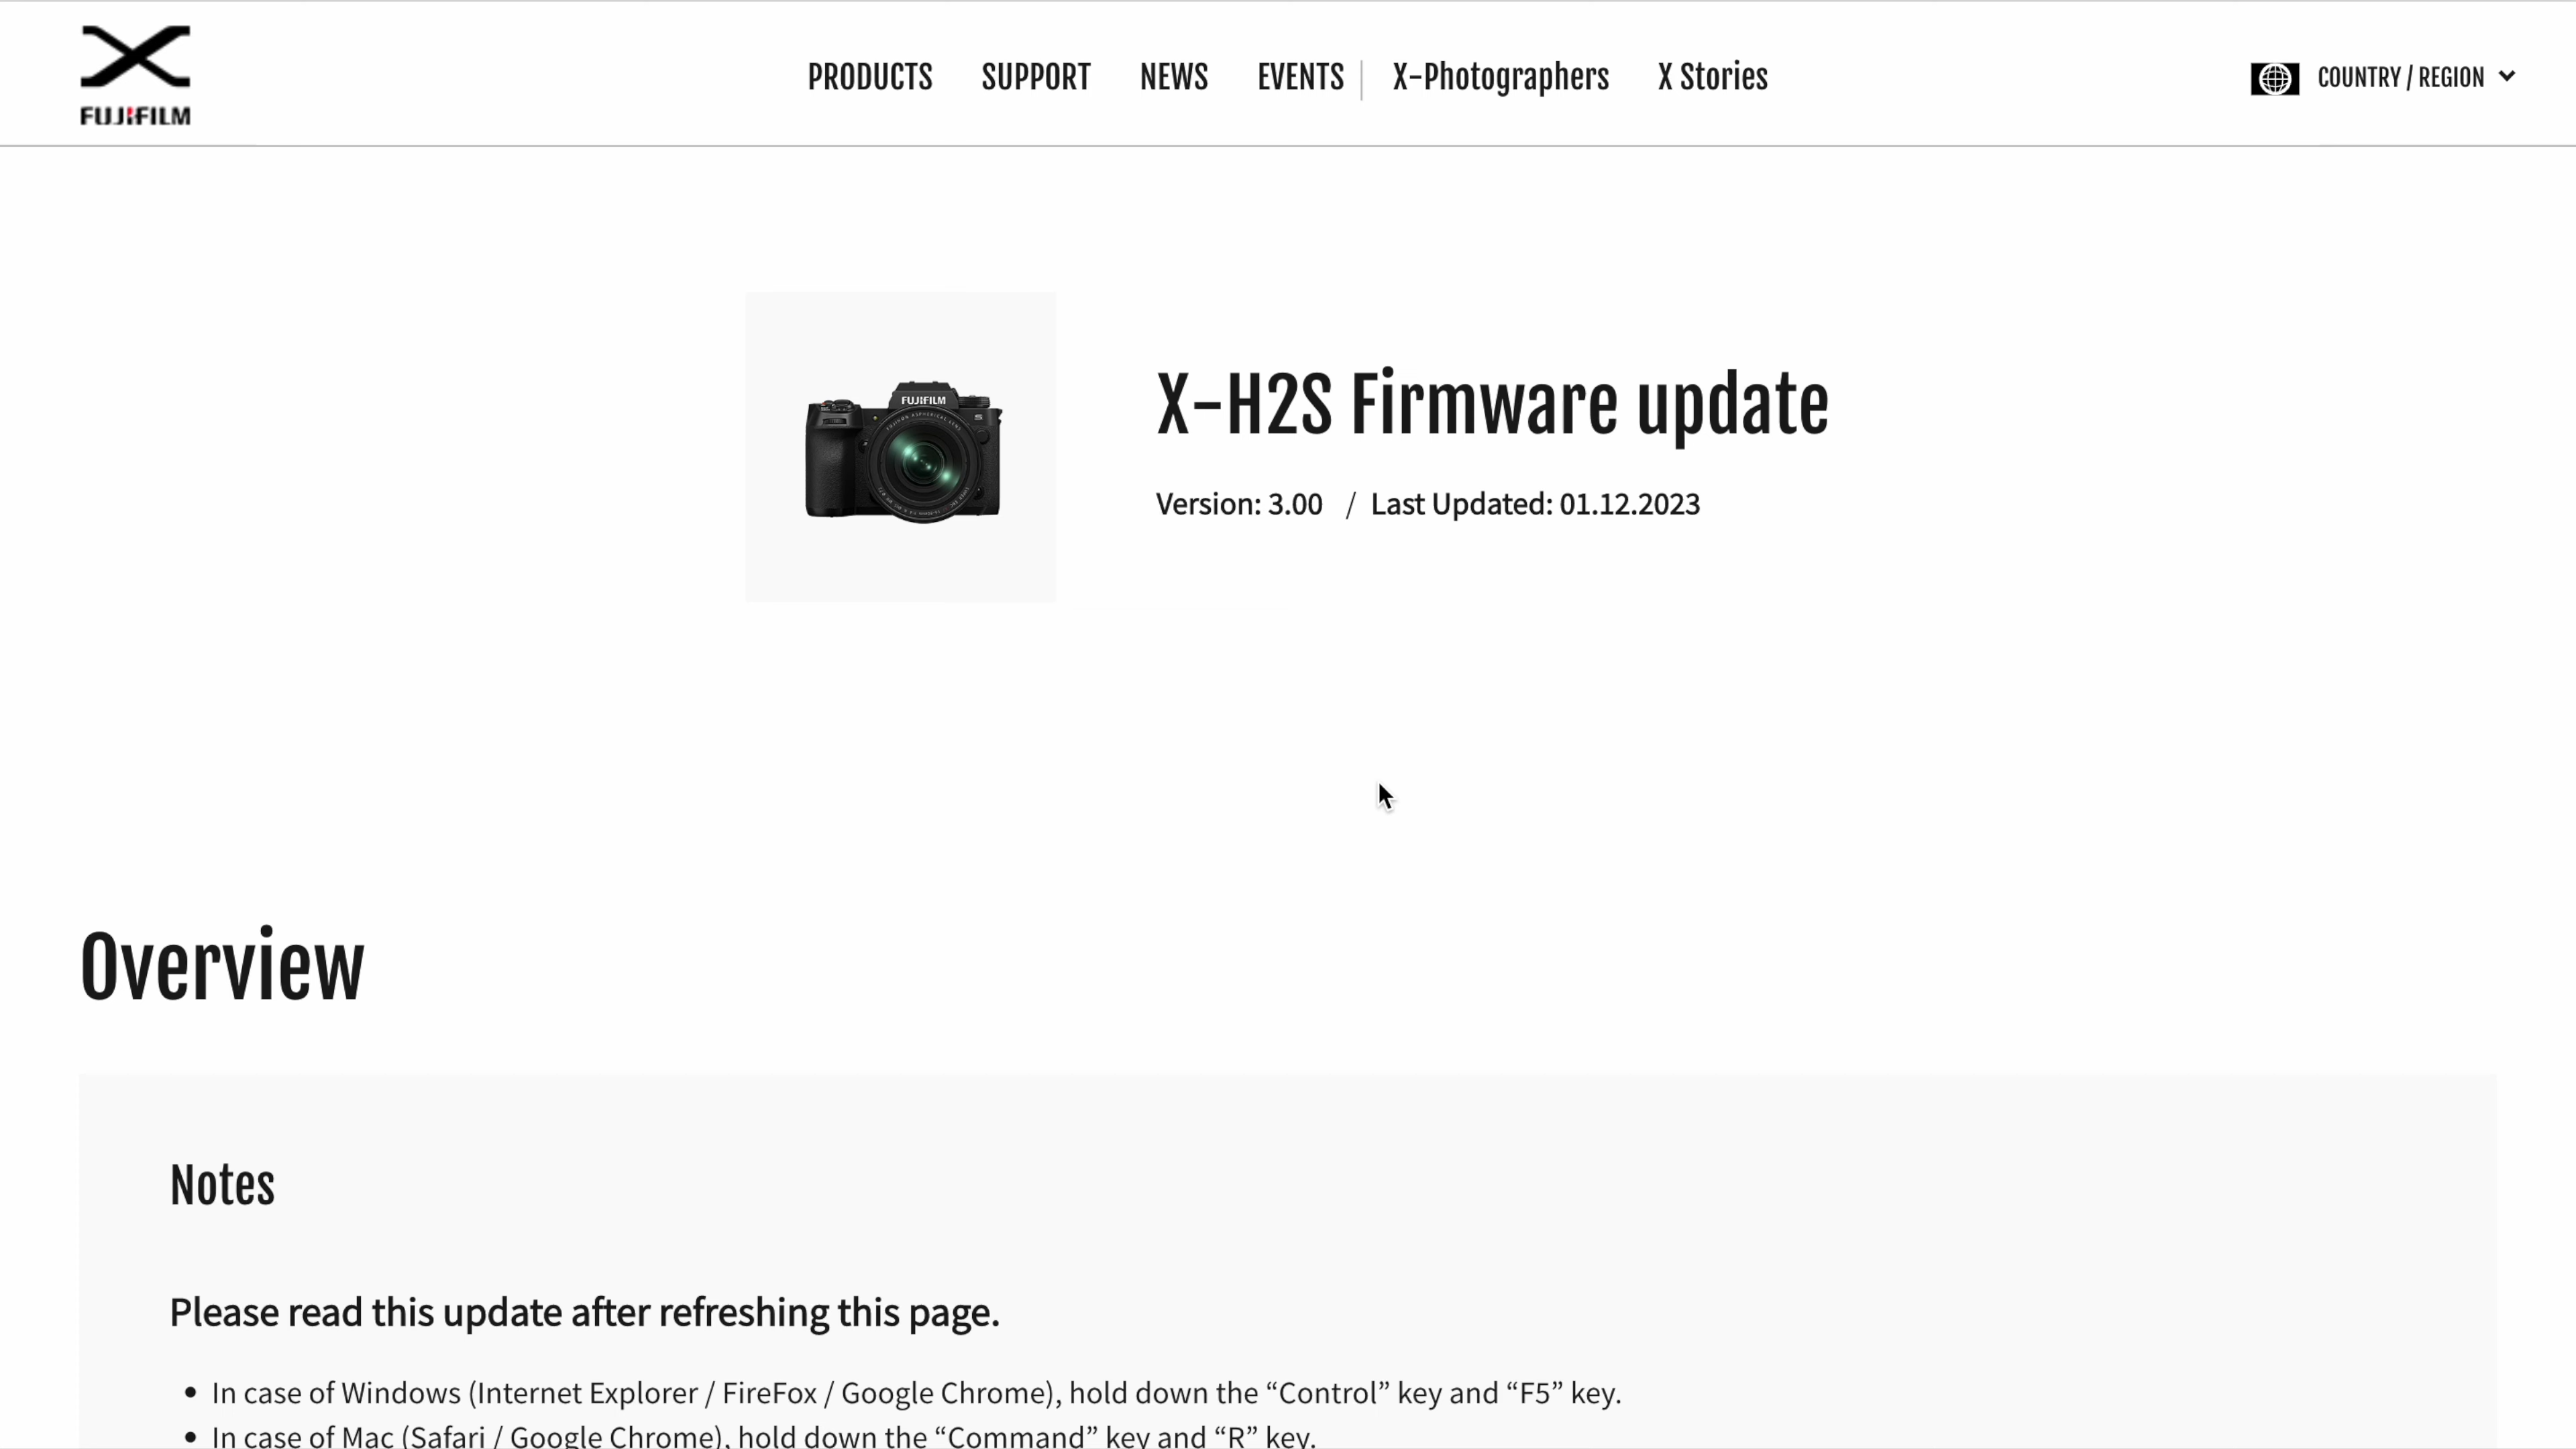 FUJIFILM
PRODUCTS SUPPORT NEWS EVENTS X-Photographers X Stories
COUNTRY / REGION
FUJIFILM
X-H2S Firmware update
Version: 3.00 / Last Updated: 01.12.2023
Overview
Notes
Please read this update after refreshing this page.
• In case of Windows (Internet Explorer / FireFox / Google Chrome), hold down the “Control” key and “F5” key.
• In case of Mac (Safari / Google Chrome), hold down the “Command” key and “R” key.